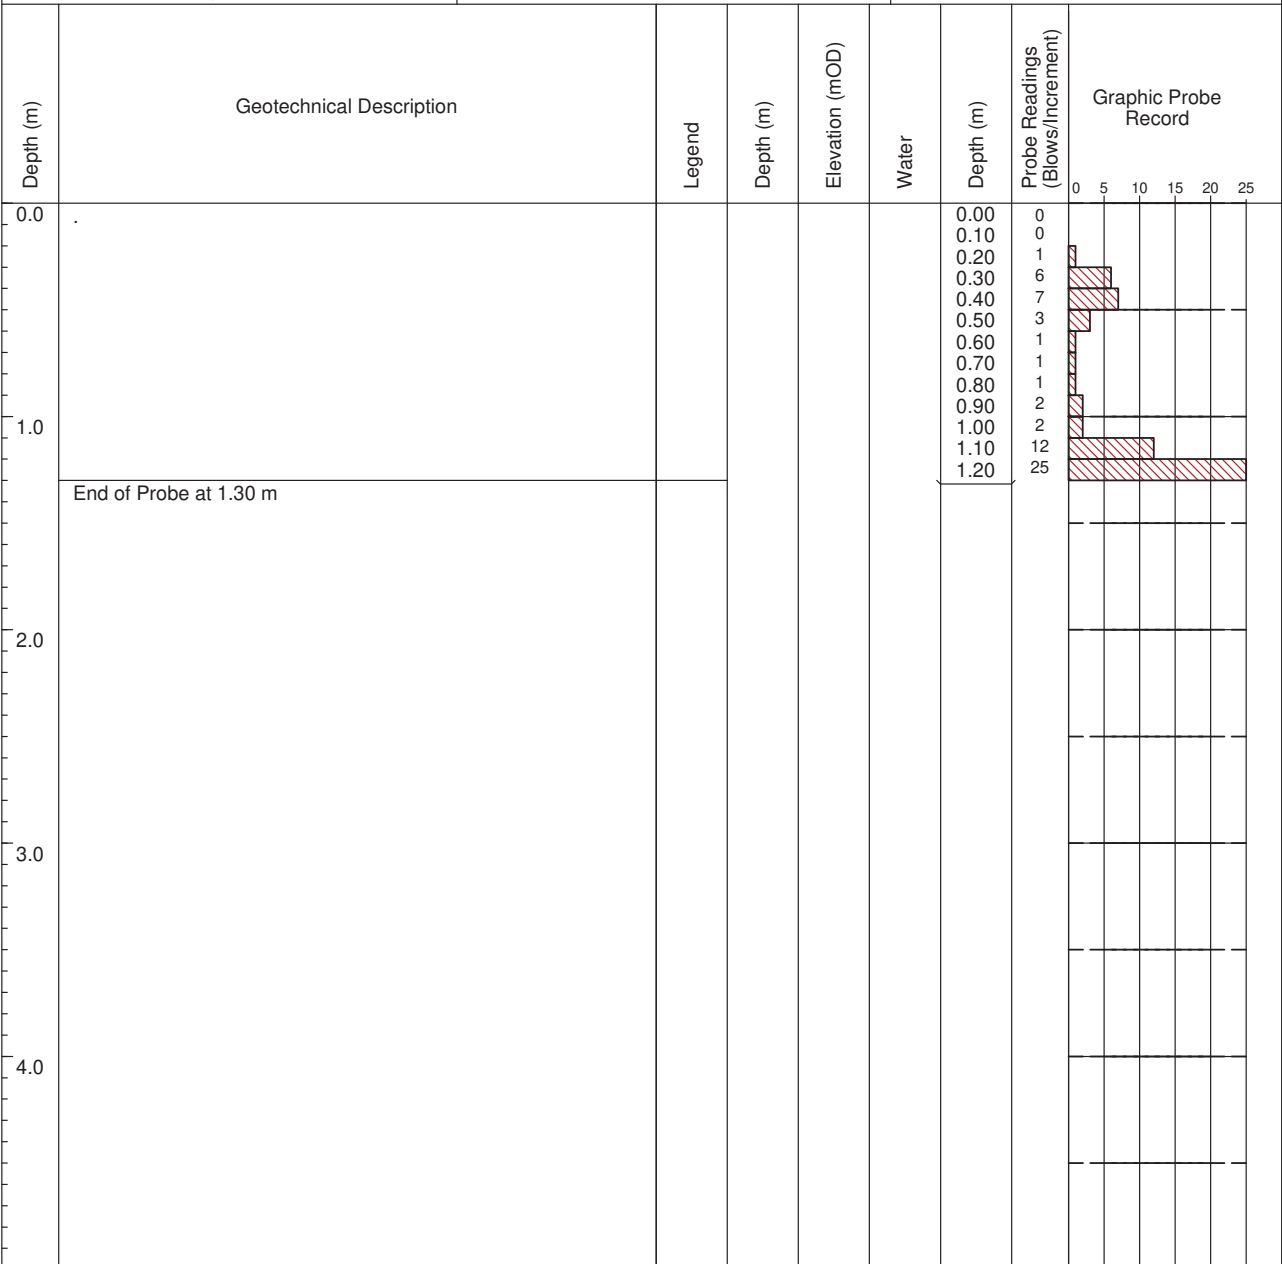 Depth (m)
Geotechnical Description
Legend
Depth (m)
Elevation (mOD)
Water
Depth (m)
Probe Readings
(Blows/Increment)
Graphic Probe
Record
0 5 10 15 20 25
0.0 . 0.00 0
0.10 0
0.20 1
0.30 6
0.40 7
0.50 3
0.60 1
0.70 1
0.80 1
0.90 2
1.0 1.00 2
1.10 12
1.20 25
End of Probe at 1.30 m
2.0
3.0
4.0